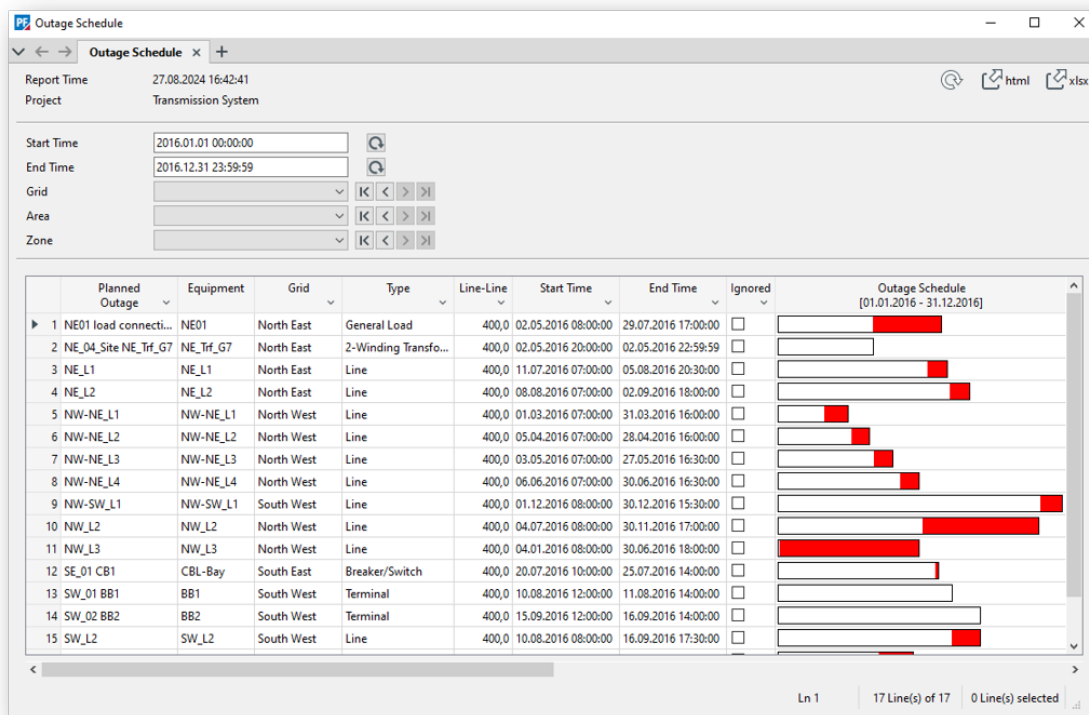 PF Outage Schedule
Outage Schedule
Report Time 27.08.2024 16:42:41
html xlsx
Project Transmission System
Start Time 2016.01.01 00:00:00
End Time 2016.12.31 23:59:59
Grid
Area
Zone
Planned Outage Equipment Grid Type Line-Line Start Time End Time Ignored Outage Schedule
[01.01.2016 - 31.12.2016]
1 NE01 load connecti... NE01 North East General Load 400,0 02.05.2016 08:00:00 29.07.2016 17:00:00
2 NE_04_Site NE_Trf_G7 NE_Trf_G7 North East 2-Winding Transfo... 400,0 02.05.2016 20:00:00 02.05.2016 22:59:59
3 NE_L1 NE_L1 North East Line 400,0 11.07.2016 07:00:00 05.08.2016 20:30:00
4 NE_L2 NE_L2 North East Line 400,0 08.08.2016 07:00:00 02.09.2016 18:00:00
5 NW-NE_L1 NW-NE_L1 North West Line 400,0 01.03.2016 07:00:00 31.03.2016 16:00:00
6 NW-NE_L2 NW-NE_L2 North West Line 400,0 05.04.2016 07:00:00 28.04.2016 16:00:00
7 NW-NE_L3 NW-NE_L3 North West Line 400,0 03.05.2016 07:00:00 27.05.2016 16:30:00
8 NW-NE_L4 NW-NE_L4 North West Line 400,0 06.06.2016 07:00:00 30.06.2016 16:30:00
9 NW-SW_L1 NW-SW_L1 South West Line 400,0 01.12.2016 08:00:00 30.12.2016 15:30:00
10 NW_L2 NW_L2 North West Line 400,0 04.07.2016 08:00:00 30.11.2016 17:00:00
11 NW_L3 NW_L3 North West Line 400,0 04.01.2016 08:00:00 30.06.2016 18:00:00
12 SE_01 CB1 CBL-Bay South East Breaker/Switch 400,0 20.07.2016 10:00:00 25.07.2016 14:00:00
13 SW_01 BB1 BB1 South West Terminal 400,0 10.08.2016 12:00:00 11.08.2016 14:00:00
14 SW_02 BB2 BB2 South West Terminal 400,0 15.09.2016 12:00:00 16.09.2016 14:00:00
15 SW_L2 SW_L2 South West Line 400,0 10.08.2016 08:00:00 16.09.2016 17:30:00
Ln 1 17 Line(s) of 17 0 Line(s) selected